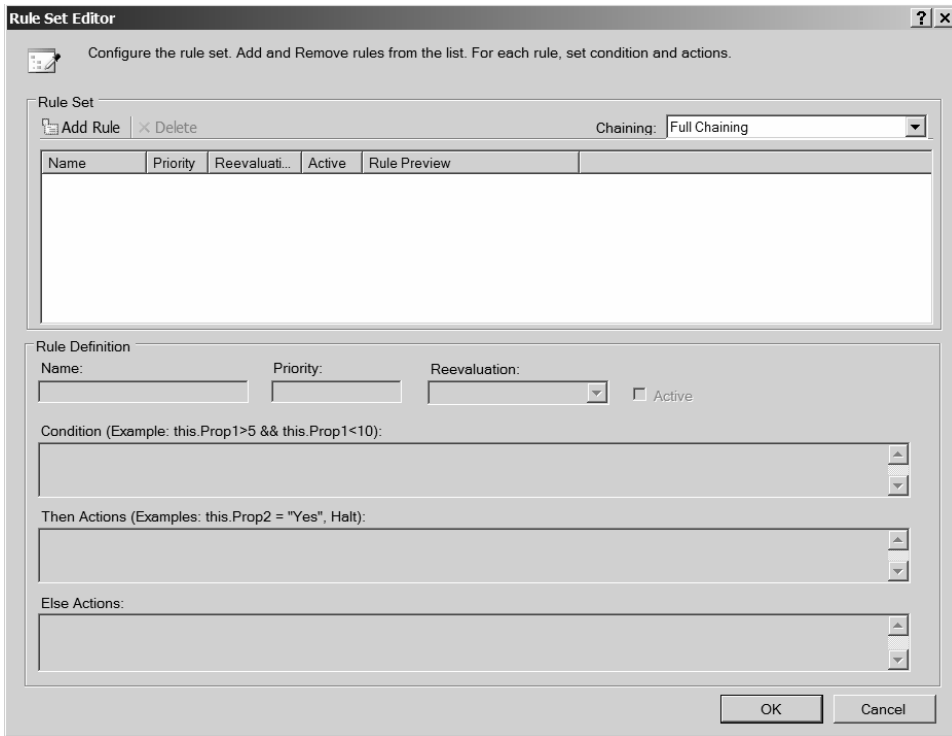 Rule Set Editor
Configure the rule set. Add and Remove rules from the list. For each rule, set condition and actions.
Rule Set
Add Rule
Delete
Chaining:
Full Chaining
Name
Priority
Reevaluati...
Active
Rule Preview
Rule Definition
Name:
Priority:
Reevaluation:
Active
Condition (Example: this.Prop1>5 && this.Prop1<10):
Then Actions (Examples: this.Prop2 = "Yes", Halt):
Else Actions:
OK
Cancel